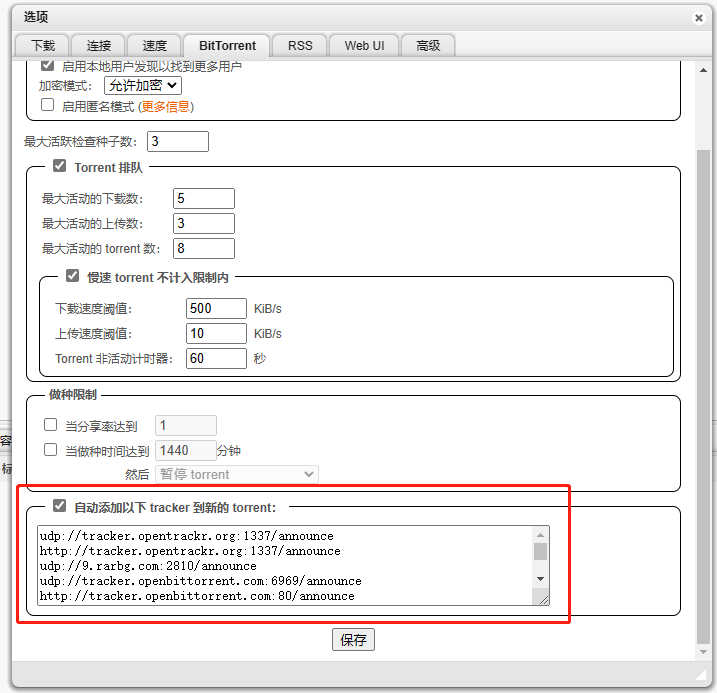 选项
下载 连接 速度 BitTorrent RSS Web UI 高级
启用本地用户发现以找到更多用户
加密模式: 允许加密
启用匿名模式 (更多信息)
最大活跃检查种子数: 3
Torrent 排队
最大活动的下载数: 5
最大活动的上传数: 3
最大活动的 torrent 数: 8
慢速 torrent 不计入限制内
下载速度阈值: 500 KiB/s
上传速度阈值: 10 KiB/s
Torrent 非活动计时器: 60 秒
做种限制
当分享率达到 1
当做种时间达到 1440 分钟
然后 暂停 torrent
自动添加以下 tracker 到新的 torrent:
udp://tracker.opentrackr.org:1337/announce
http://tracker.opentrackr.org:1337/announce
udp://9.rarbg.com:2810/announce
udp://tracker.openbittorrent.com:6969/announce
http://tracker.openbittorrent.com:80/announce
保存
容
标